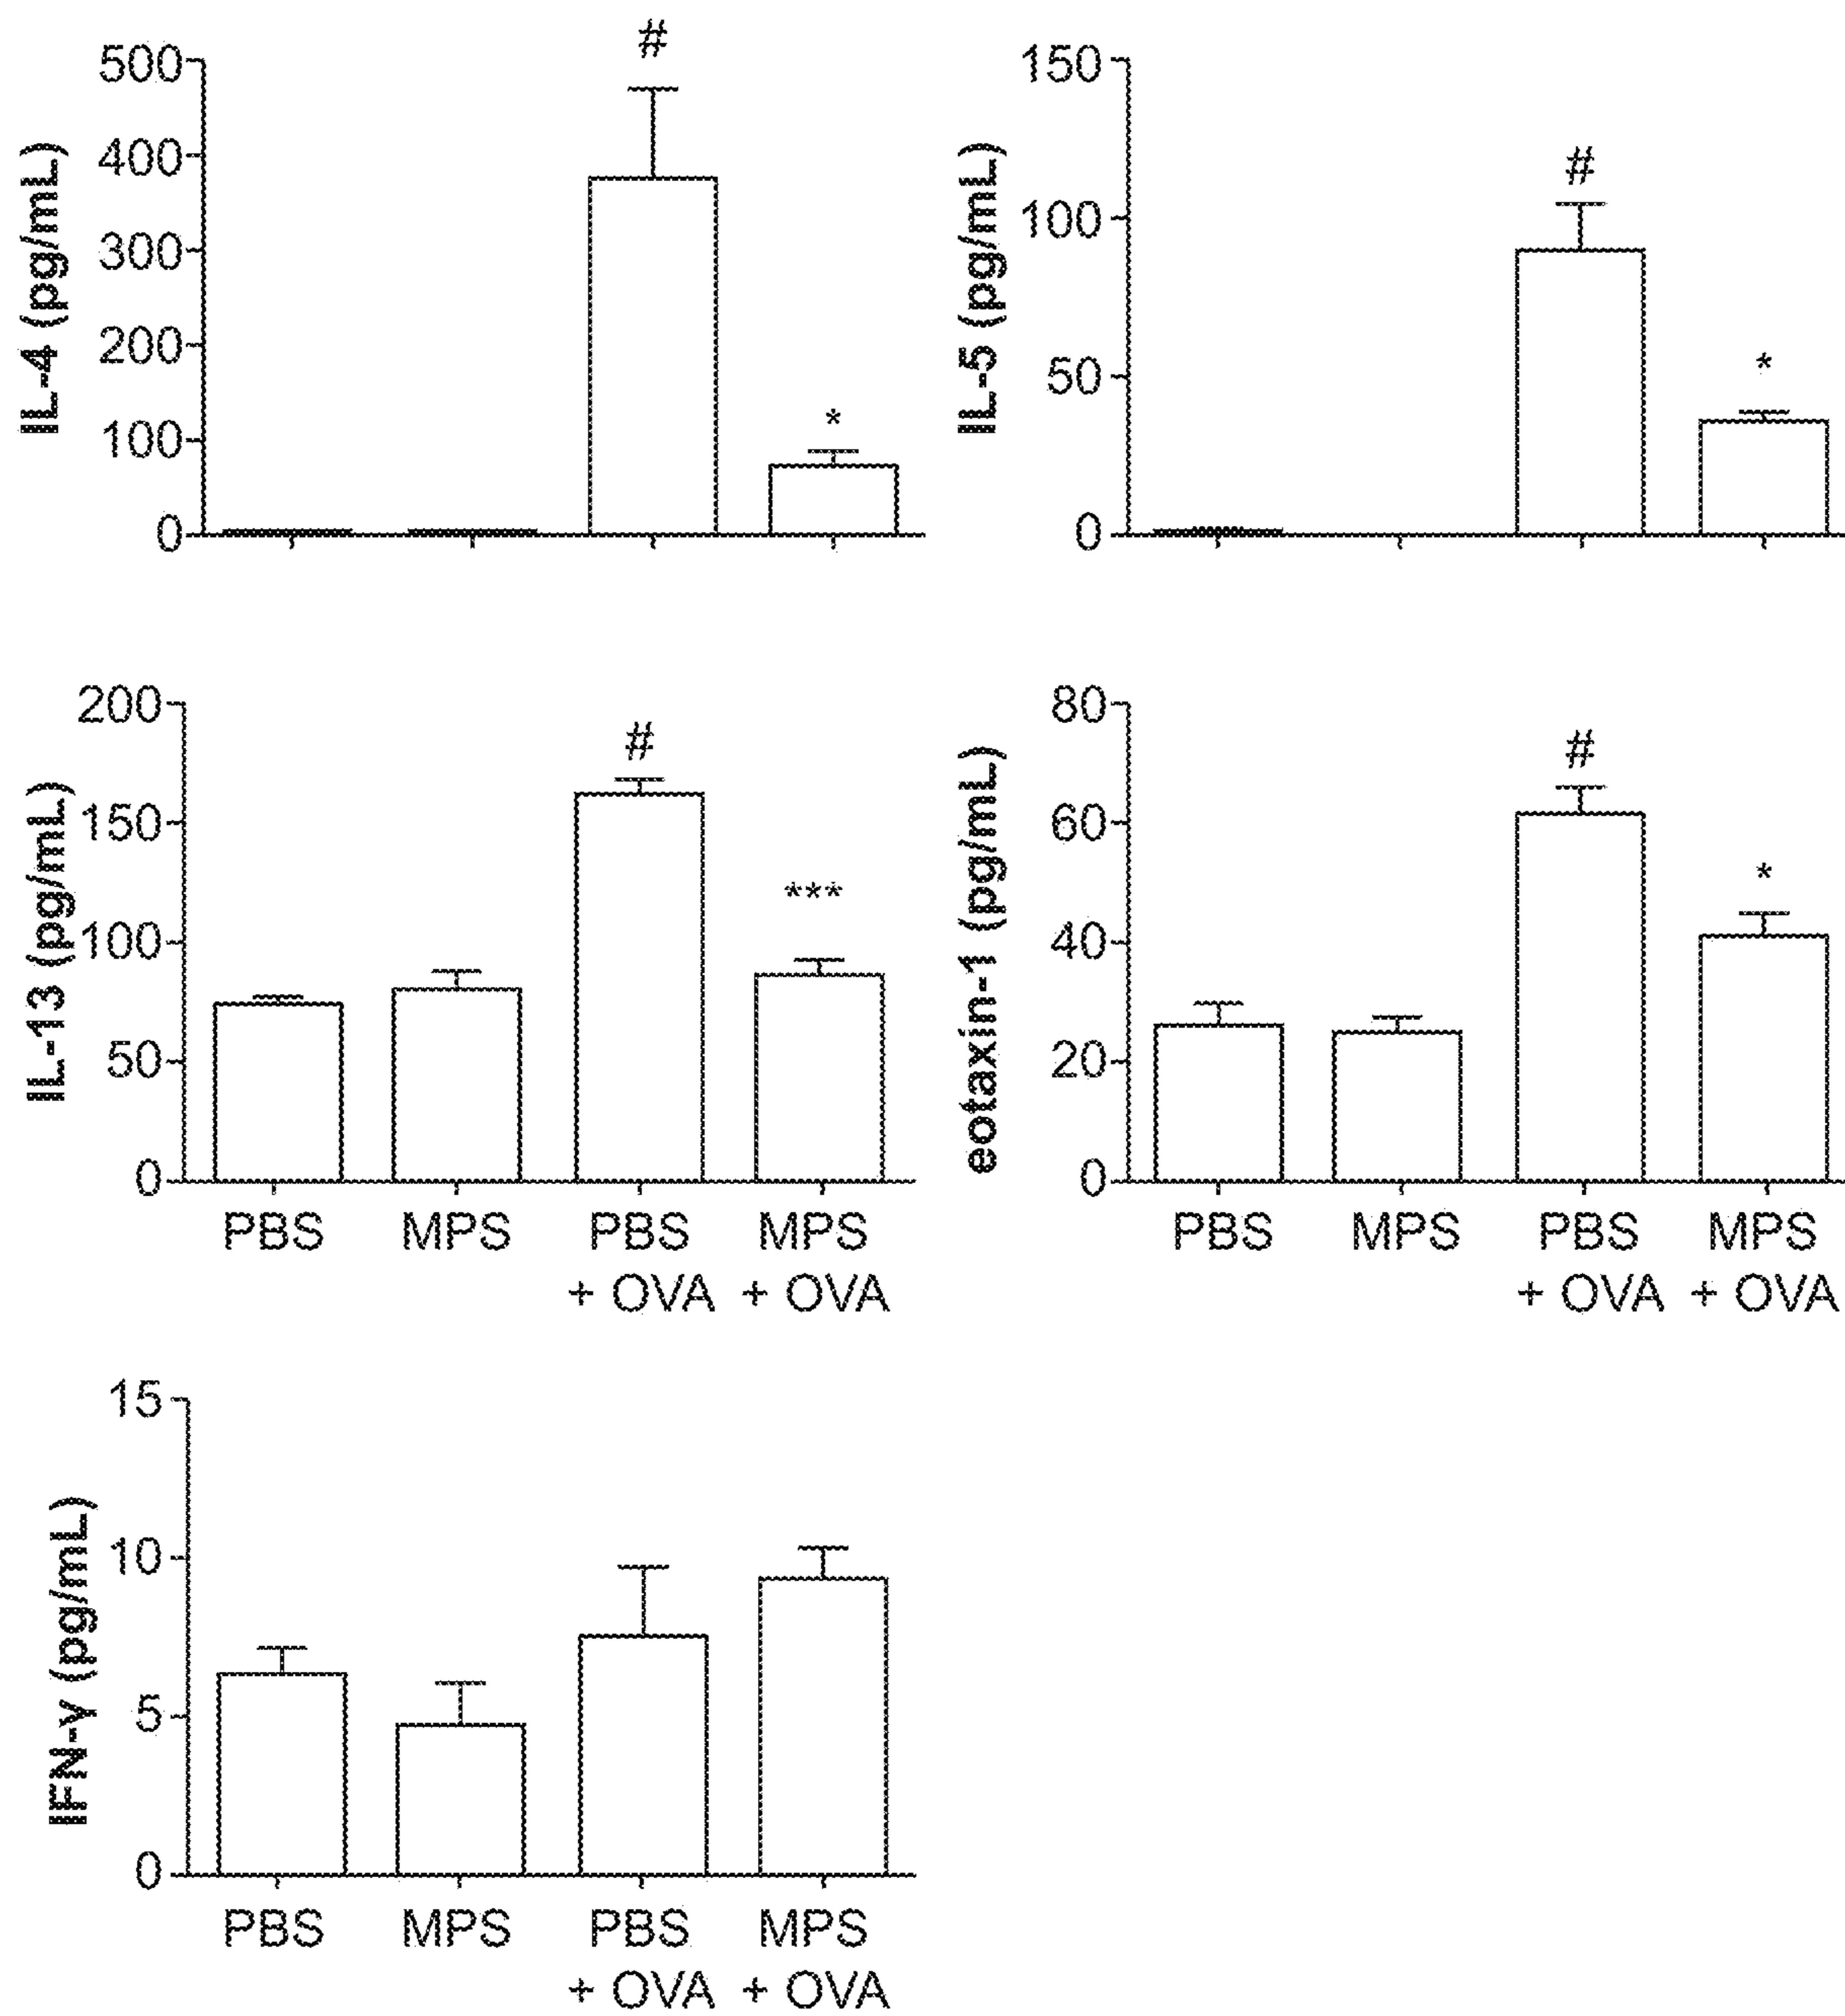 #
500
400
300
200
100
0
IL-4 (pg/mL)
*
#
150
100
50
0
IL-5 (pg/mL)
*
200
150
100
50
0
IL-13 (pg/mL)
#
***
PBS MPS PBS MPS
+ OVA + OVA
80
60
40
20
0
eotaxin-1 (pg/mL)
#
*
PBS MPS PBS MPS
+ OVA + OVA
15
10
5
0
IFN-γ (pg/mL)
PBS MPS PBS MPS
+ OVA + OVA